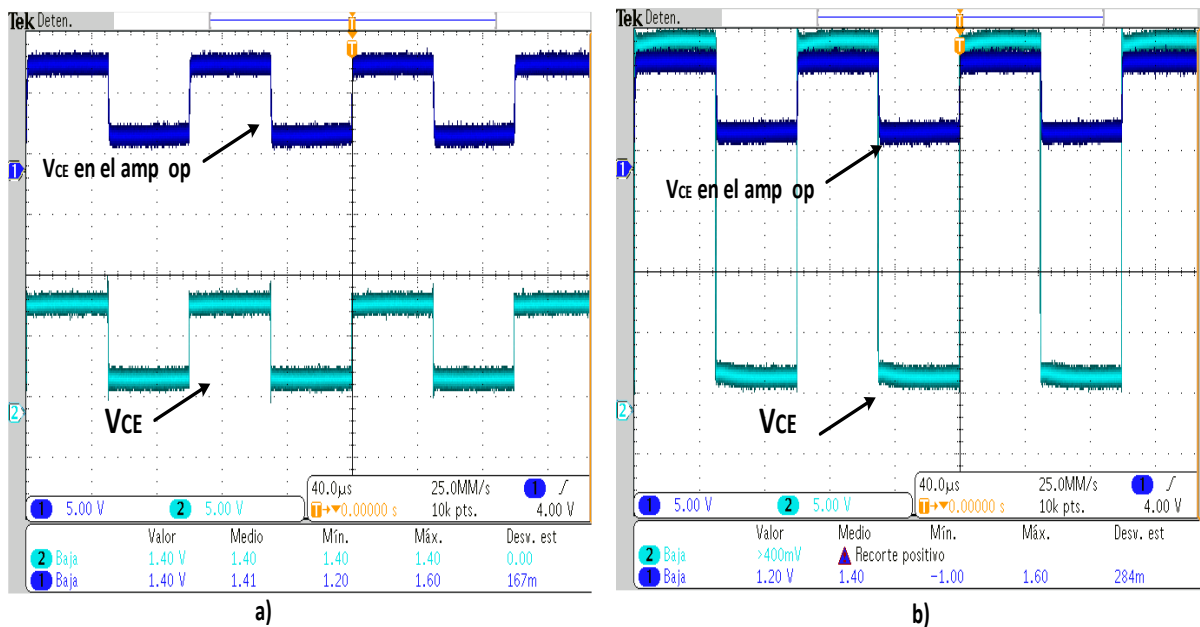 Tek Deten.
T
T
1
VCE en el amp op
VCE
2
1 5.00 V 2 5.00 V
40.0μs 25.0MM/s 1 ∫
T→▼0.00000 s 10k pts. 4.00 V
Valor Medio Mín. Máx. Desv. est
2 Baja 1.40 V 1.40 1.40 1.40 0.00
1 Baja 1.40 V 1.41 1.20 1.60 167m
a)
Tek Deten.
T
T
1
VCE en el amp op
VCE
2
1 5.00 V 2 5.00 V
40.0μs 25.0MM/s 1 ∫
T→▼0.00000 s 10k pts. 4.00 V
Valor Medio Mín. Máx. Desv. est
2 Baja >400mV Recorte positivo
1 Baja 1.20 V 1.40 −1.00 1.60 284m
b)